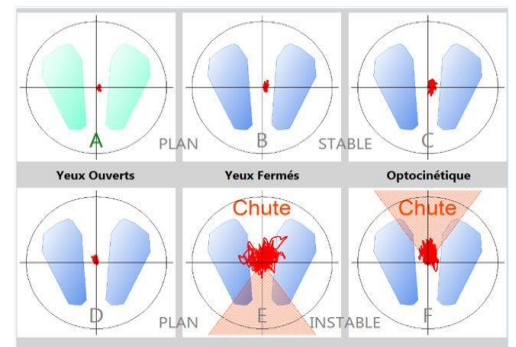 A
PLAN
B
STABLE
C
Yeux Ouverts
Yeux Fermés
Optocinétique
Chute
Chute
D
PLAN
E
INSTABLE
F